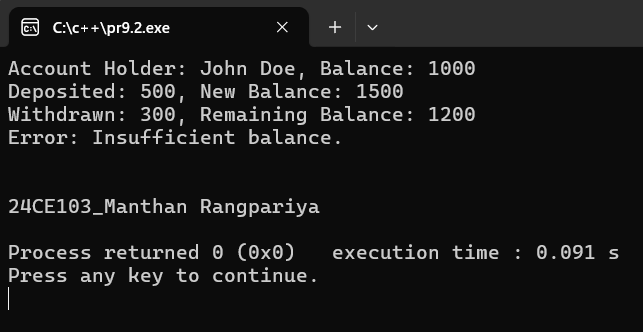 C:\c++\pr9.2.exe
Account Holder: John Doe, Balance: 1000
Deposited: 500, New Balance: 1500
Withdrawn: 300, Remaining Balance: 1200
Error: Insufficient balance.
24CE103_Manthan Rangpariya
Process returned 0 (0x0)   execution time : 0.091 s
Press any key to continue.